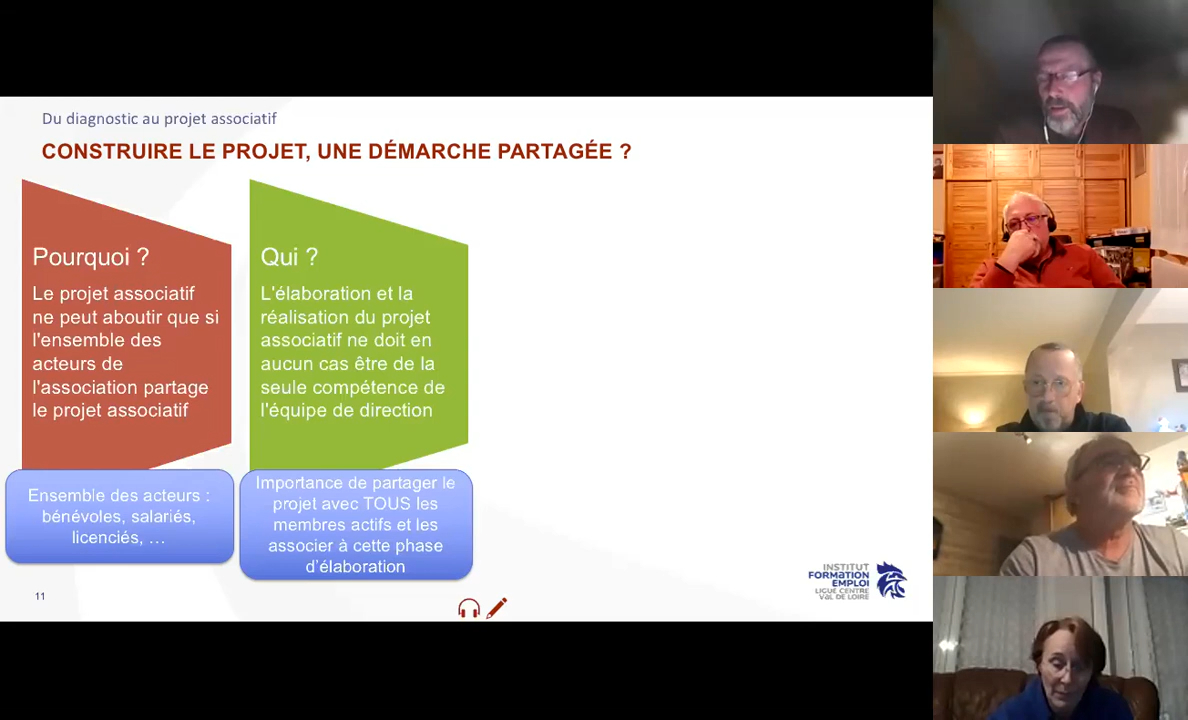 Du diagnostic au projet associatif
CONSTRUIRE LE PROJET, UNE DÉMARCHE PARTAGÉE ?
Pourquoi ?
Le projet associatif
ne peut aboutir que si
l'ensemble des
acteurs de
l'association partage
le projet associatif
Ensemble des acteurs :
bénévoles, salariés,
licenciés, …
Qui ?
L'élaboration et la
réalisation du projet
associatif ne doit en
aucun cas être de la
seule compétence de
l'équipe de direction
Importance de partager le
projet avec TOUS les
membres actifs et les
associer à cette phase
d'élaboration
11
INSTITUT
FORMATION
EMPLOI
LIGUE CENTRE
VAL DE LOIRE